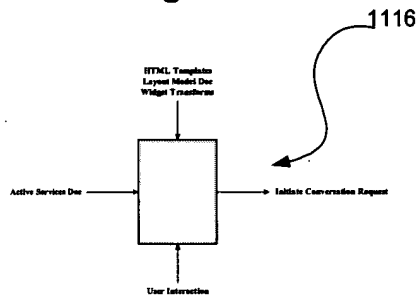 1116
HTML Templates
Layout Model Doc
Widget Transforms
Active Services Doc
Initiate Conversation Request
User Interaction